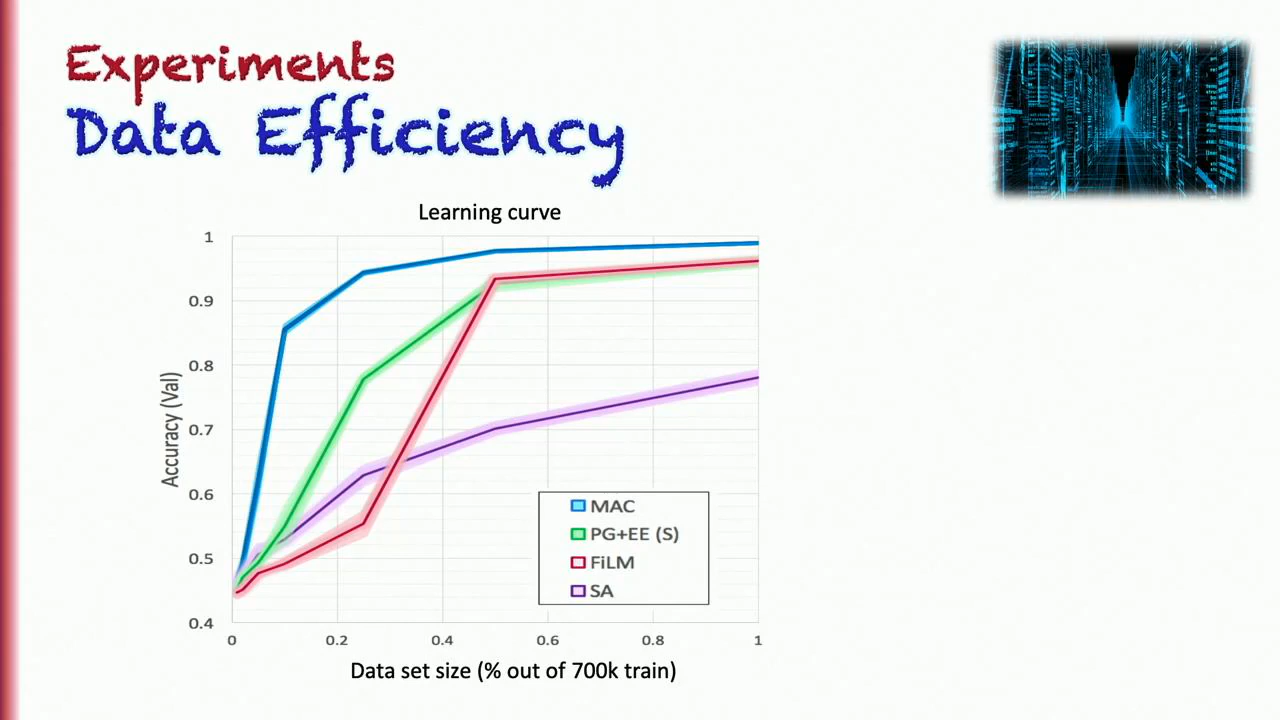 Experiments
Data Efficiency
Learning curve
1
0.9
0.8
0.7
0.6
0.5
0.4
Accuracy (Val)
MAC
PG+EE (S)
FiLM
SA
0 0.2 0.4 0.6 0.8 1
Data set size (% out of 700k train)